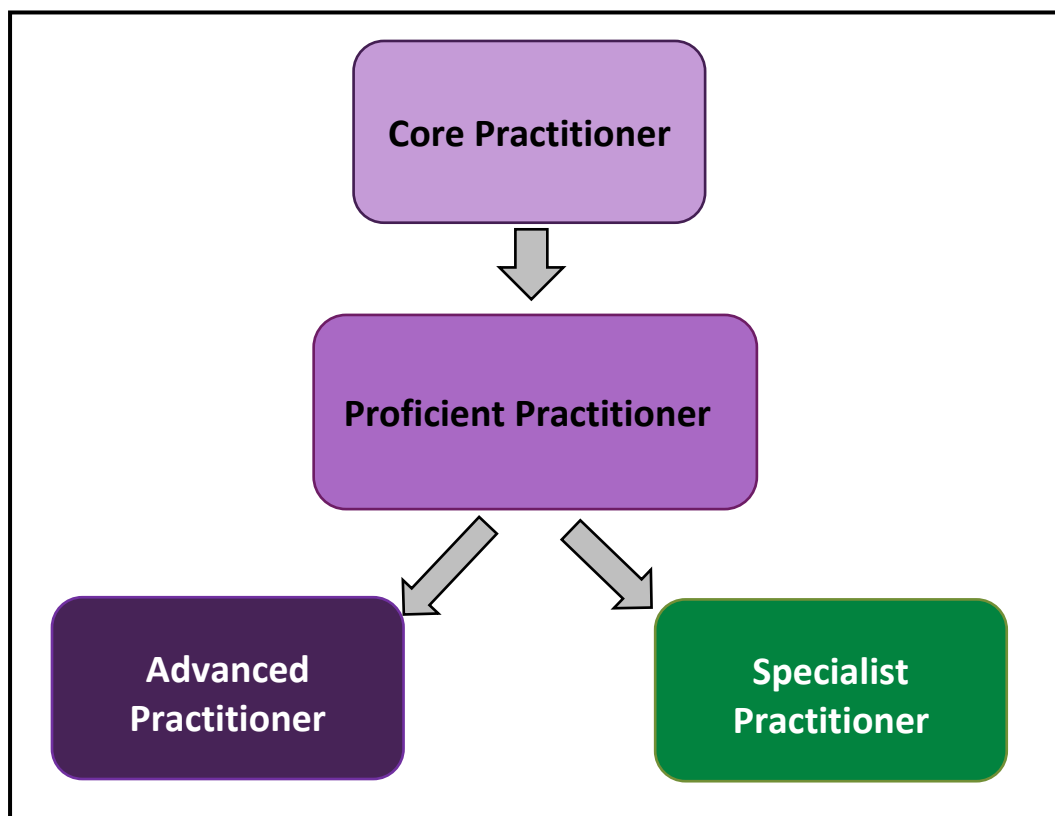 Core Practitioner
Proficient Practitioner
Advanced
Practitioner
Specialist
Practitioner